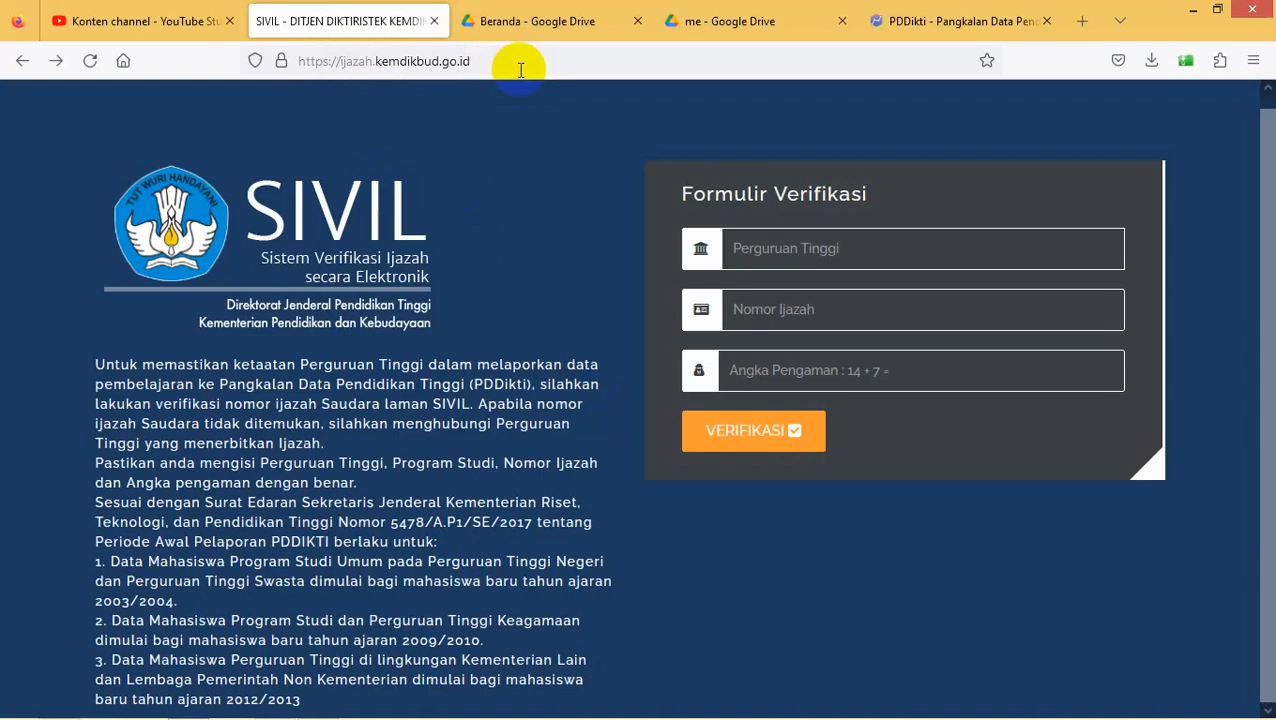 Konten channel - YouTube Stu
SIVIL - DITJEN DIKTIRISTEK KEMDIK
Beranda - Google Drive
me - Google Drive
PDDikti - Pangkalan Data Pend
https://ijazah.kemdikbud.go.id
TUT WURI HANDAYANI
SIVIL
Sistem Verifikasi Ijazah
secara Elektronik
Direktorat Jenderal Pendidikan Tinggi
Kementerian Pendidikan dan Kebudayaan
Untuk memastikan ketaatan Perguruan Tinggi dalam melaporkan data
pembelajaran ke Pangkalan Data Pendidikan Tinggi (PDDikti), silahkan
lakukan verifikasi nomor ijazah Saudara laman SIVIL. Apabila nomor
ijazah Saudara tidak ditemukan, silahkan menghubungi Perguruan
Tinggi yang menerbitkan Ijazah.
Pastikan anda mengisi Perguruan Tinggi, Program Studi, Nomor Ijazah
dan Angka pengaman dengan benar.
Sesuai dengan Surat Edaran Sekretaris Jenderal Kementerian Riset,
Teknologi, dan Pendidikan Tinggi Nomor 5478/A.P1/SE/2017 tentang
Periode Awal Pelaporan PDDIKTI berlaku untuk:
1. Data Mahasiswa Program Studi Umum pada Perguruan Tinggi Negeri
dan Perguruan Tinggi Swasta dimulai bagi mahasiswa baru tahun ajaran
2003/2004.
2. Data Mahasiswa Program Studi dan Perguruan Tinggi Keagamaan
dimulai bagi mahasiswa baru tahun ajaran 2009/2010.
3. Data Mahasiswa Perguruan Tinggi di lingkungan Kementerian Lain
dan Lembaga Pemerintah Non Kementerian dimulai bagi mahasiswa
baru tahun ajaran 2012/2013
Formulir Verifikasi
Perguruan Tinggi
Nomor Ijazah
Angka Pengaman : 14 + 7 =
VERIFIKASI